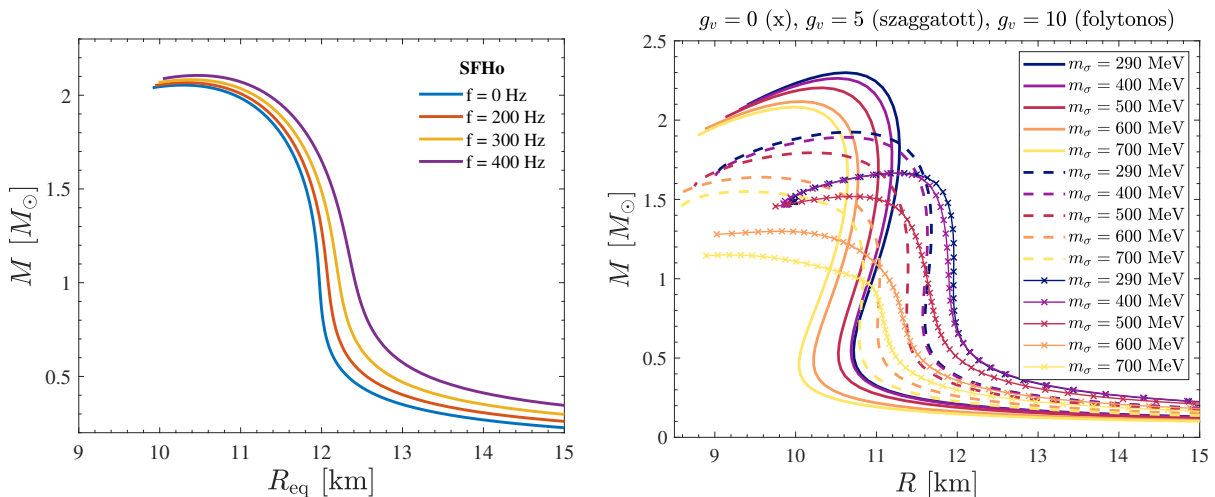 SFHo
f = 0 Hz
f = 200 Hz
f = 300 Hz
f = 400 Hz
2
1.5
1
0.5
M [M⊙]
9
10
11
12
13
14
15
R_eq [km]
g_v = 0 (x), g_v = 5 (szaggatott), g_v = 10 (folytonos)
m_σ = 290 MeV
m_σ = 400 MeV
m_σ = 500 MeV
m_σ = 600 MeV
m_σ = 700 MeV
m_σ = 290 MeV
m_σ = 400 MeV
m_σ = 500 MeV
m_σ = 600 MeV
m_σ = 700 MeV
m_σ = 290 MeV
m_σ = 400 MeV
m_σ = 500 MeV
m_σ = 600 MeV
m_σ = 700 MeV
2.5
2
1.5
1
0.5
0
M [M⊙]
9
10
11
12
13
14
15
R [km]